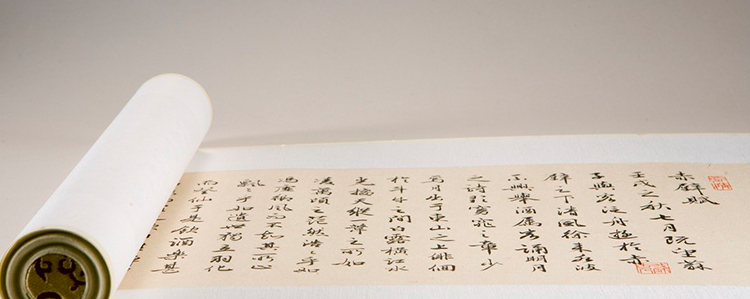 赤壁賦
壬戌之秋七月既望蘇
子與客泛舟遊於赤
壁之下清風徐來水波
不興舉酒屬客誦明月
之詩歌窈窕之章少
焉月出于東山之上徘徊
於斗牛之間白露橫江水
光接天縱一葦之所如
凌萬頃之茫然浩〻乎如
馮虛御風而不知其所止
飄〻乎如遺世獨立羽化
而登仙于是飲酒樂甚